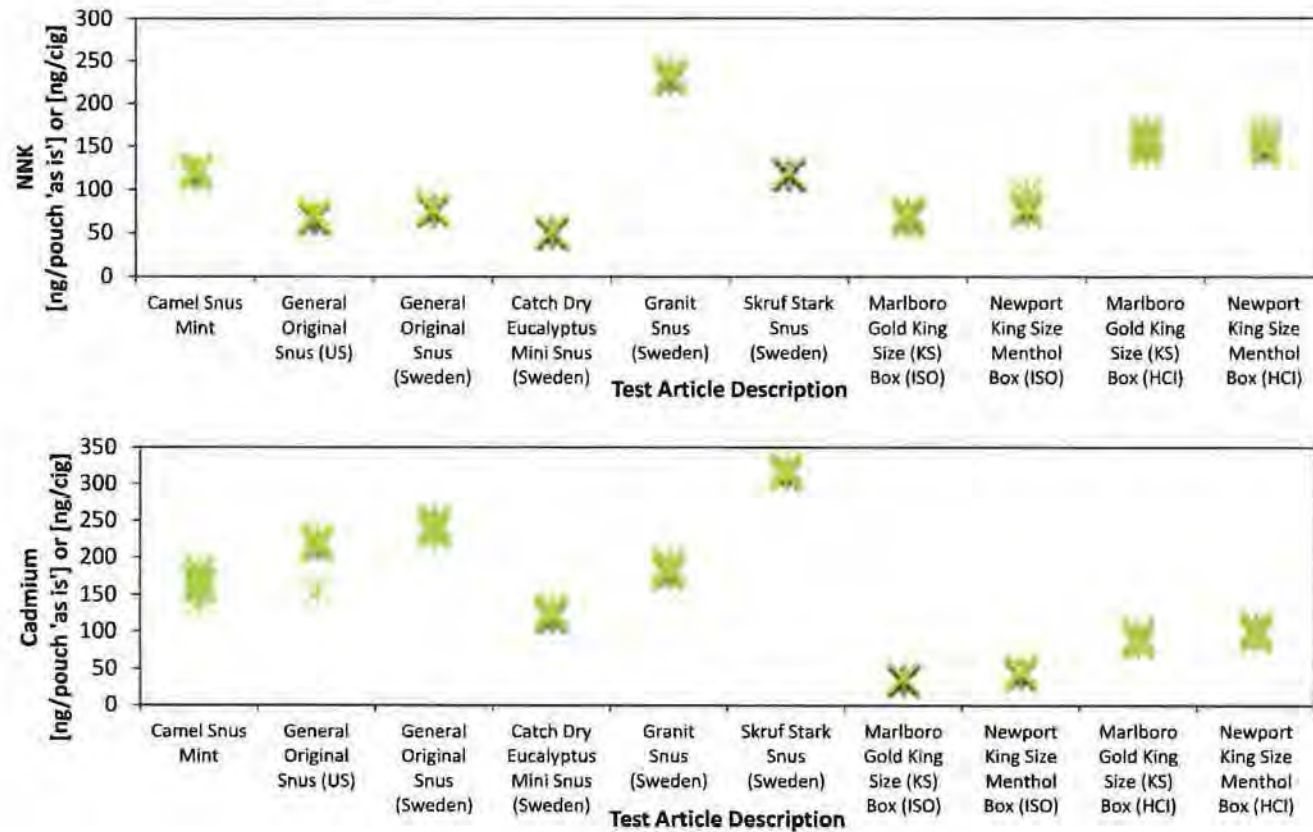 300
250
200
150
100
50
0
NNK
[ng/pouch 'as is'] or [ng/cig]
Camel Snus
Mint
General
Original
Snus (US)
General
Original
Snus
(Sweden)
Catch Dry
Eucalyptus
Mini Snus
(Sweden)
Granit
Snus
(Sweden)
Skruf Stark
Snus
(Sweden)
Marlboro
Gold King
Size (KS)
Box (ISO)
Newport
King Size
Menthol
Box (ISO)
Marlboro
Gold King
Size (KS)
Box (HCI)
Newport
King Size
Menthol
Box (HCI)
Test Article Description
350
300
250
200
150
100
50
0
Cadmium
[ng/pouch 'as is'] or [ng/cig]
Camel Snus
Mint
General
Original
Snus (US)
General
Original
Snus
(Sweden)
Catch Dry
Eucalyptus
Mini Snus
(Sweden)
Granit
Snus
(Sweden)
Skruf Stark
Snus
(Sweden)
Marlboro
Gold King
Size (KS)
Box (ISO)
Newport
King Size
Menthol
Box (ISO)
Marlboro
Gold King
Size (KS)
Box (HCI)
Newport
King Size
Menthol
Box (HCI)
Test Article Description